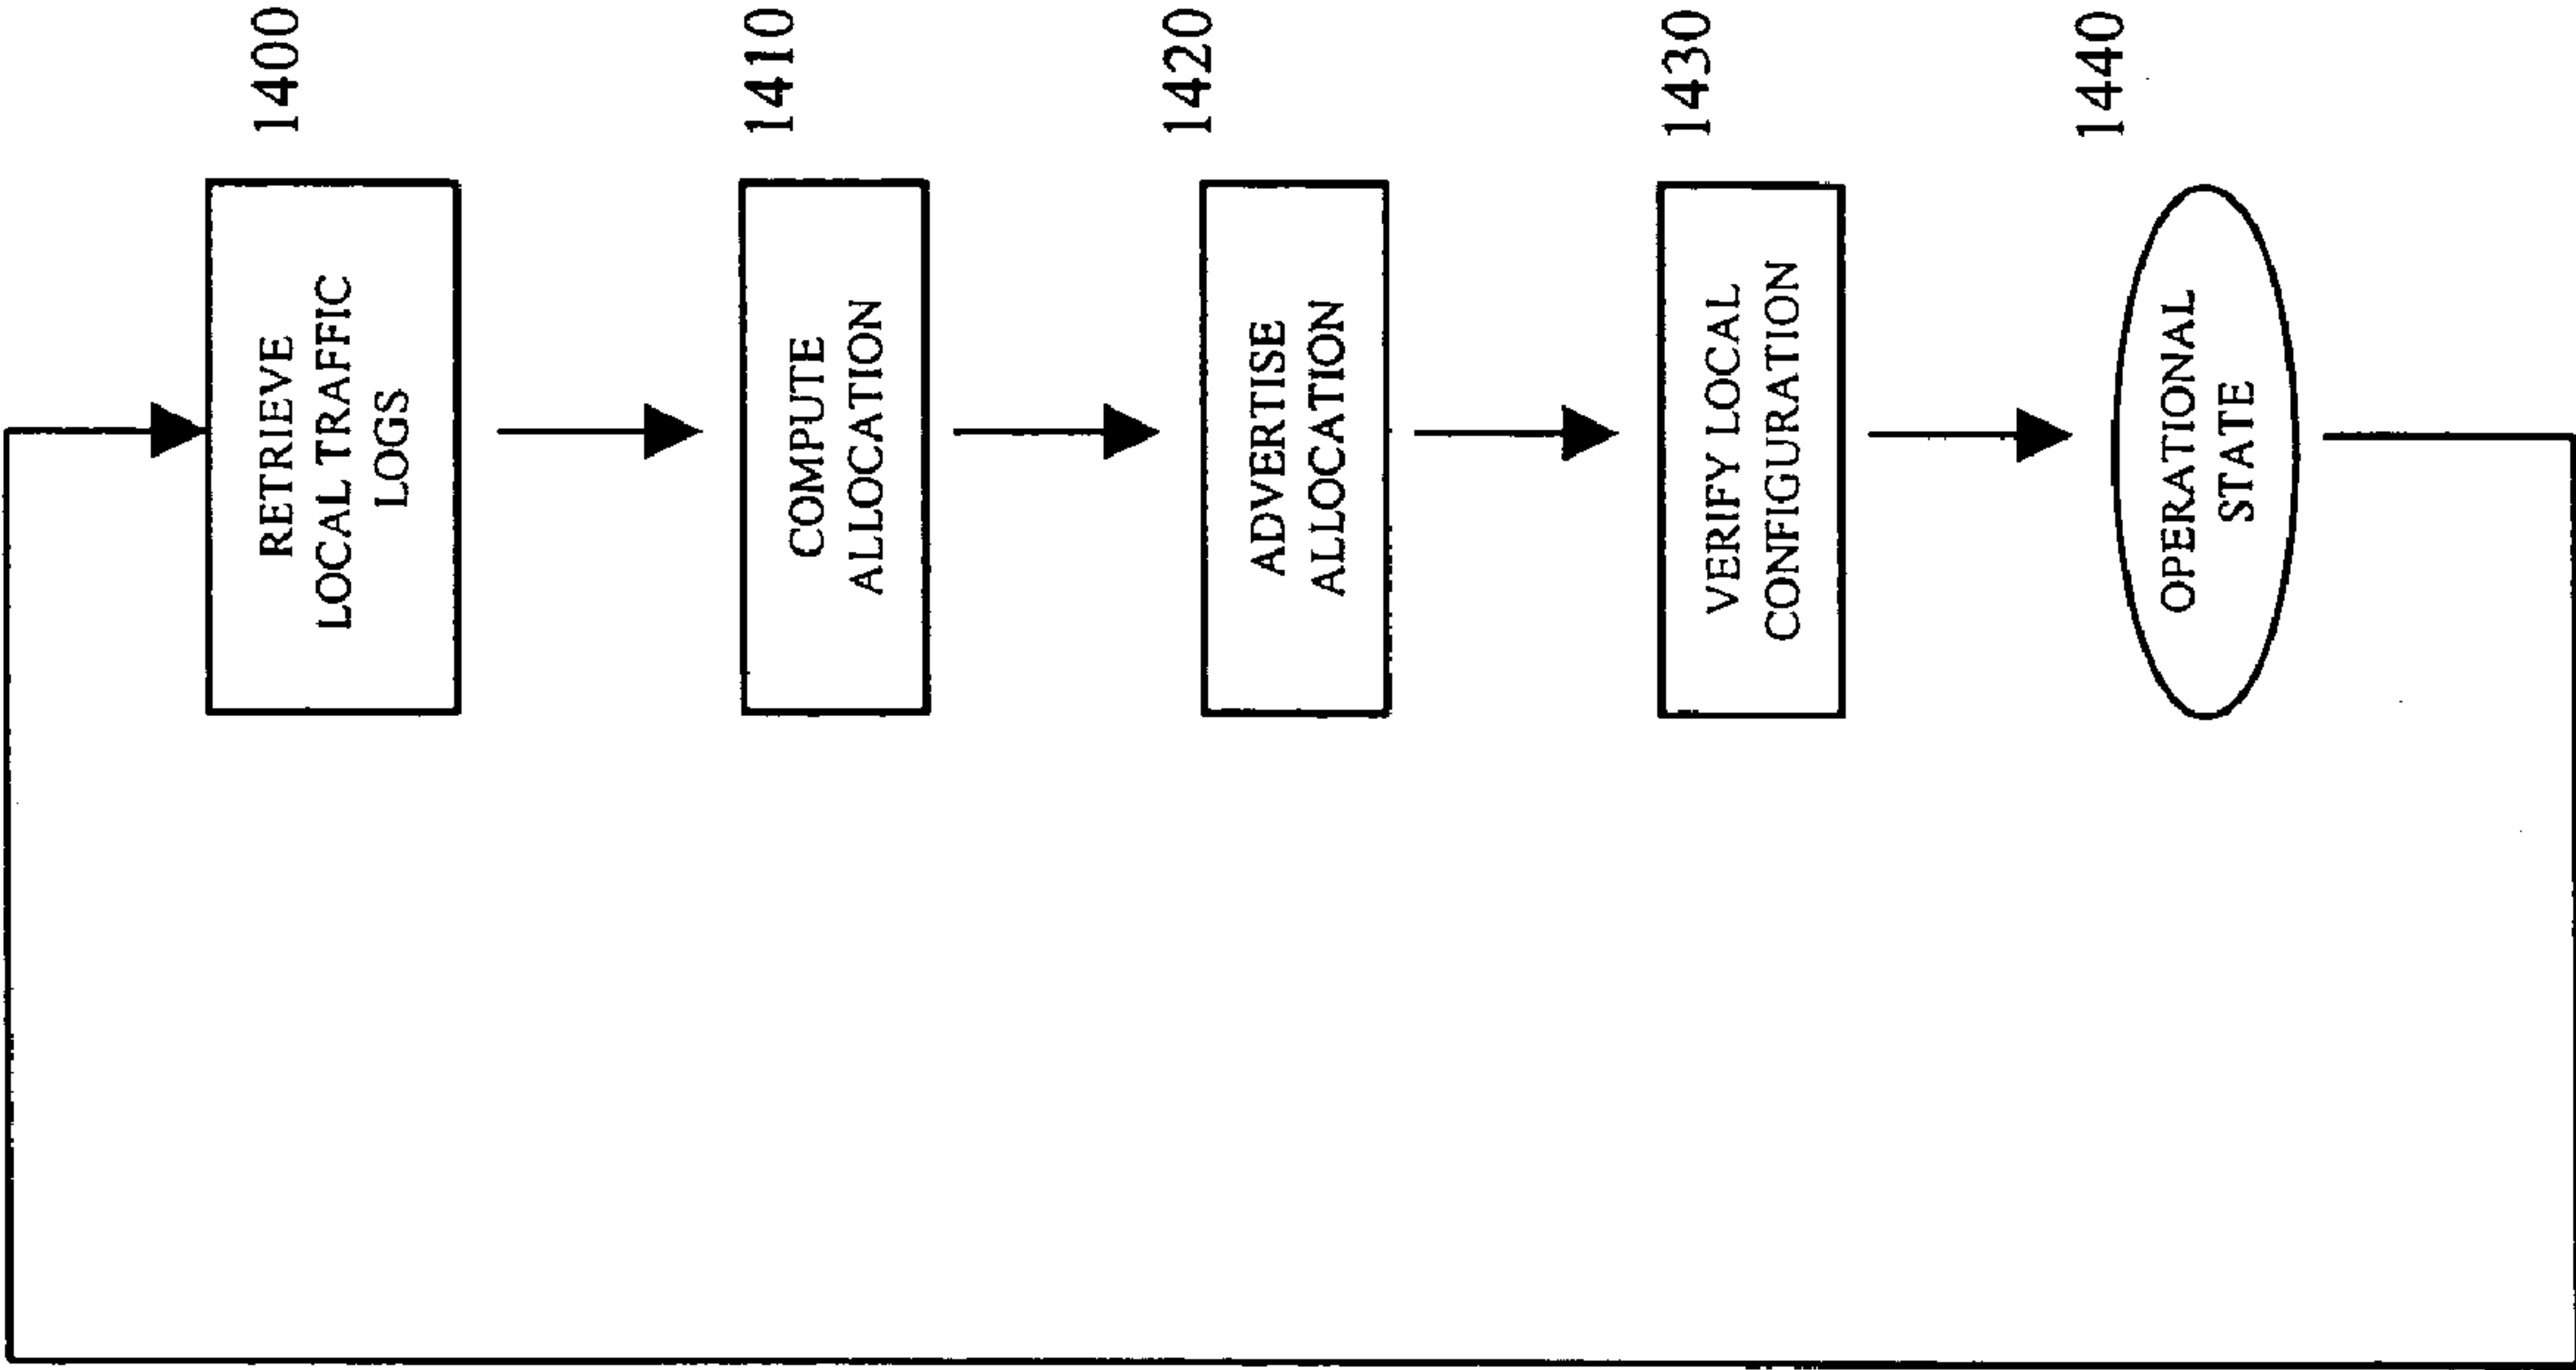 RETRIEVE
LOCAL TRAFFIC
LOGS
1400
COMPUTE
ALLOCATION
1410
ADVERTISE
ALLOCATION
1420
VERIFY LOCAL
CONFIGURATION
1430
OPERATIONAL
STATE
1440